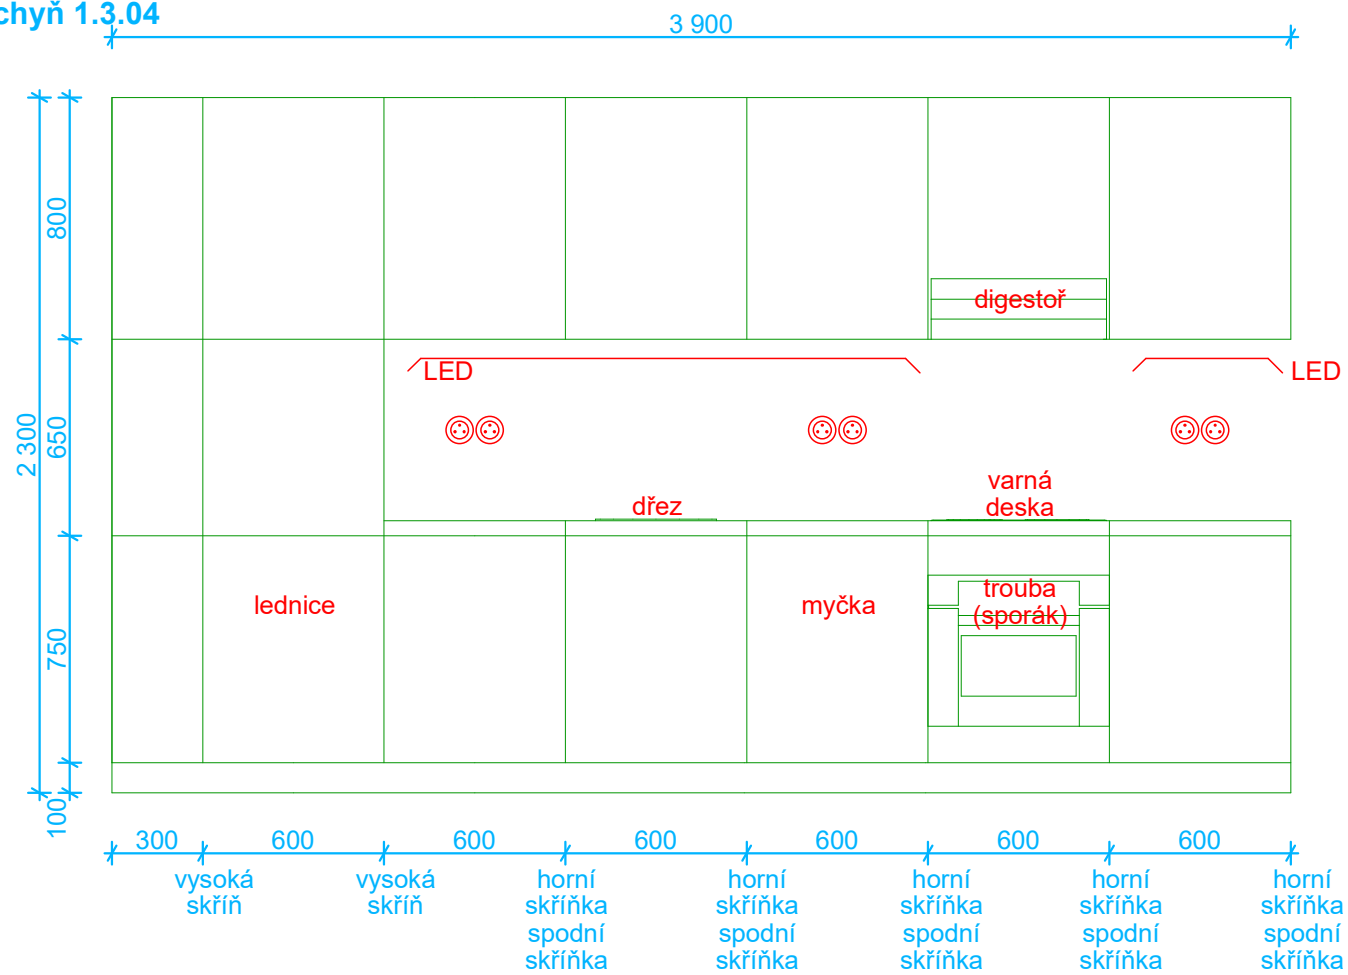 chyň 1.3.04
3 900
800
digestoř
LED
LED
2 300
650
varná
deska
dřez
lednice
myčka
trouba
(sporák)
750
100
300 600 600 600 600 600 600
vysoká vysoká horní horní horní horní horní
skříň skříň skříňka skříňka skříňka skříňka skříňka
spodní spodní spodní spodní spodní
skříňka skříňka skříňka skříňka skříňka